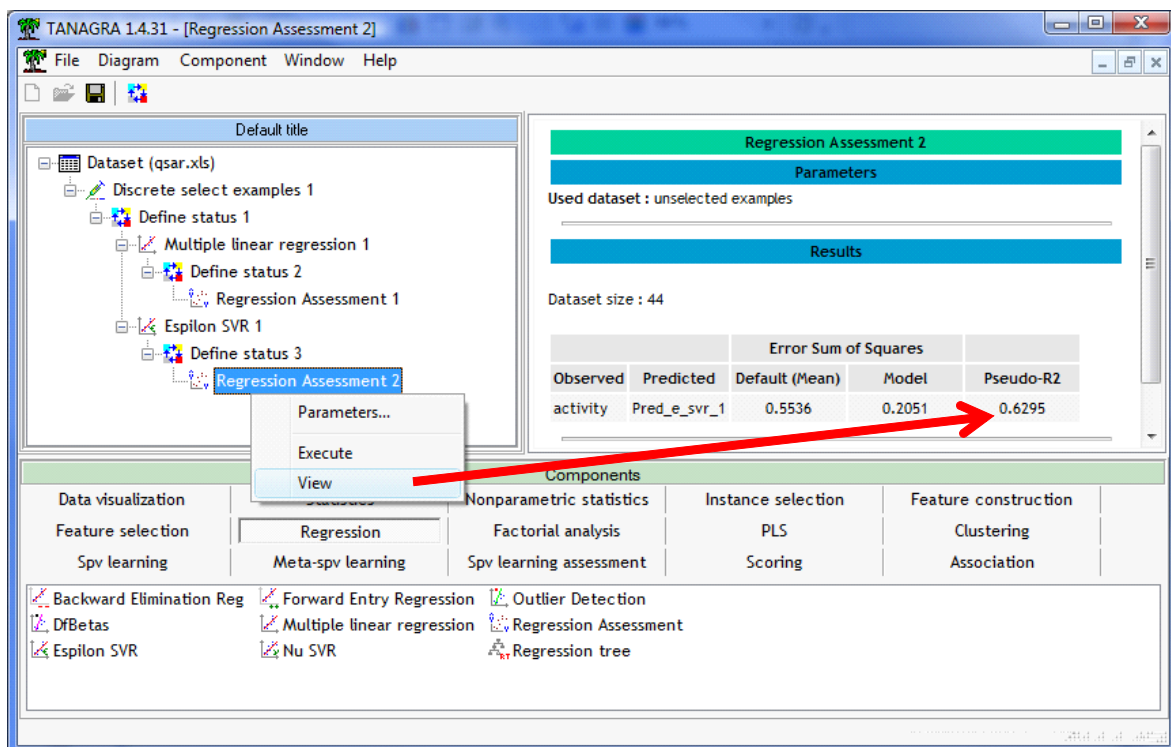 TANAGRA 1.4.31 - [Regression Assessment 2]
File Diagram Component Window Help
Default title
Dataset (qsar.xls)
Discrete select examples 1
Define status 1
Multiple linear regression 1
Define status 2
Regression Assessment 1
Espilon SVR 1
Define status 3
Regression Assessment 2
Parameters...
Execute
View
Regression Assessment 2
Parameters
Used dataset : unselected examples
Results
Dataset size : 44
Error Sum of Squares
Observed Predicted Default (Mean) Model Pseudo-R2
activity Pred_e_svr_1 0.5536 0.2051 0.6295
Components
Data visualization Statistics Nonparametric statistics Instance selection Feature construction
Feature selection Regression Factorial analysis PLS Clustering
Spv learning Meta-spv learning Spv learning assessment Scoring Association
Backward Elimination Reg Forward Entry Regression Outlier Detection
DfBetas Multiple linear regression Regression Assessment
Espilon SVR Nu SVR Regression tree